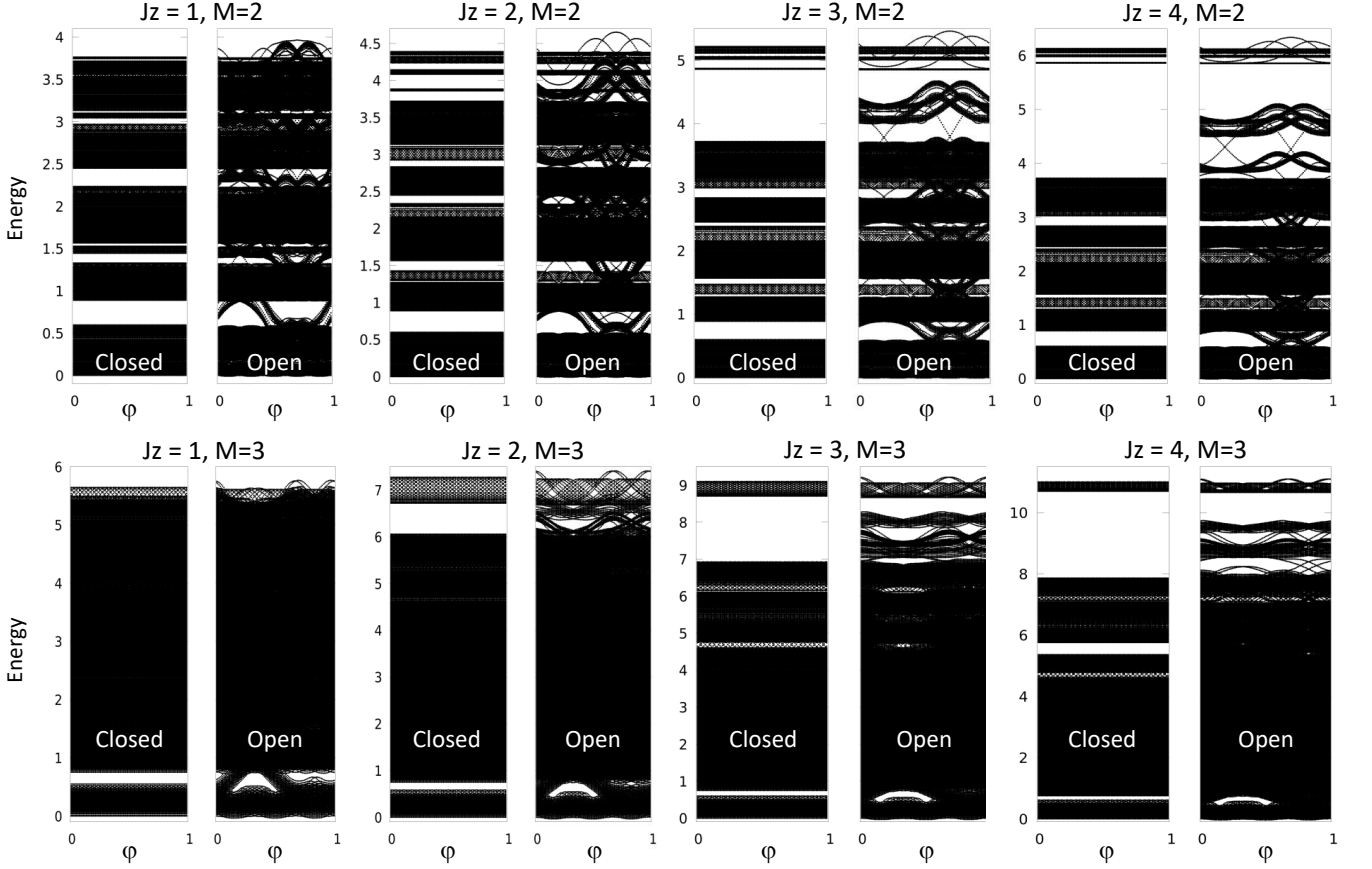 Jz = 1, M=2
Jz = 2, M=2
Jz = 3, M=2
Jz = 4, M=2
Energy
4
3.5
3
2.5
2
1.5
1
0.5
0
Closed
Open
0 1
0 1
φ
φ
4.5
4
3.5
3
2.5
2
1.5
1
0.5
0
Closed
Open
0 1
0 1
φ
φ
5
4
3
2
1
0
Closed
Open
0 1
0 1
φ
φ
6
5
4
3
2
1
0
Closed
Open
0 1
0 1
φ
φ
Jz = 1, M=3
Jz = 2, M=3
Jz = 3, M=3
Jz = 4, M=3
Energy
6
5
4
3
2
1
0
Closed
Open
0 1
0 1
φ
φ
7
6
5
4
3
2
1
0
Closed
Open
0 1
0 1
φ
φ
9
8
7
6
5
4
3
2
1
0
Closed
Open
0 1
0 1
φ
φ
10
8
6
4
2
0
Closed
Open
0 1
0 1
φ
φ